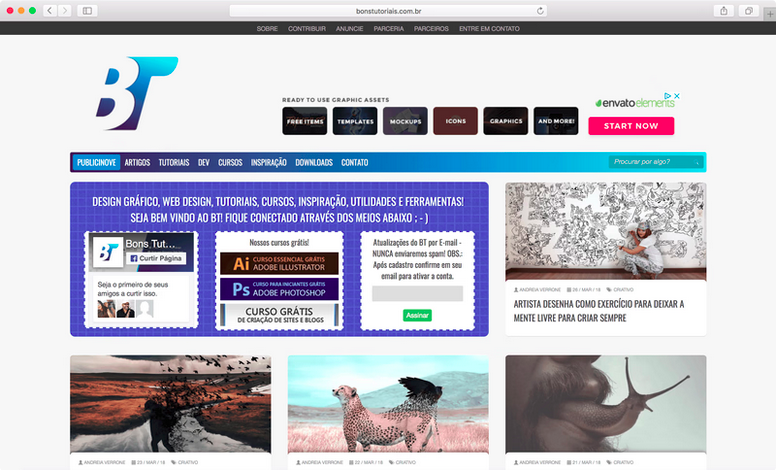 bonstutoriais.com.br
SOBRE CONTRIBUIR ANUNCIE PARCERIA PARCEIROS ENTRE EM CONTATO
BT
READY TO USE GRAPHIC ASSETS
FREE ITEMS TEMPLATES MOCKUPS ICONS GRAPHICS AND MORE!
envatoelements
START NOW
PUBLICINOVE ARTIGOS TUTORIAIS DEV CURSOS INSPIRAÇÃO DOWNLOADS CONTATO
Procurar por algo?
DESIGN GRÁFICO, WEB DESIGN, TUTORIAIS, CURSOS, INSPIRAÇÃO, UTILIDADES E FERRAMENTAS!
SEJA BEM VINDO AO BT! FIQUE CONECTADO ATRAVÉS DOS MEIOS ABAIXO ; - )
BT
Bons Tut...
Curtir Página
Seja o primeiro de seus
amigos a curtir isso.
Nossos cursos grátis!
Ai CURSO ESSENCIAL GRÁTIS
ADOBE ILLUSTRATOR
Ps CURSO PARA INICIANTES GRÁTIS
ADOBE PHOTOSHOP
CURSO GRÁTIS
DE CRIAÇÃO DE SITES E BLOGS
Atualizações do BT por E-mail -
NUNCA enviaremos spam! OBS.:
Após cadastro confirme em seu
email para ativar a conta.
Assinar
ANDREIA VERRONE 26 / MAR / 18 CRIATIVO
ARTISTA DESENHA COMO EXERCÍCIO PARA DEIXAR A
MENTE LIVRE PARA CRIAR SEMPRE
ANDREIA VERRONE 23 / MAR / 18 CRIATIVO
ANDREIA VERRONE 22 / MAR / 18 CRIATIVO
ANDREIA VERRONE 21 / MAR / 18 CRIATIVO